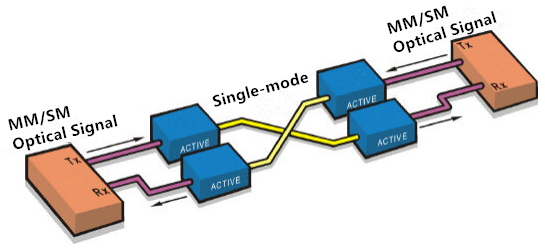 MM/SM
Optical Signal
Tx
Rx
ACTIVE
Single-mode
ACTIVE
MM/SM
Optical Signal
Tx
Rx
ACTIVE
ACTIVE